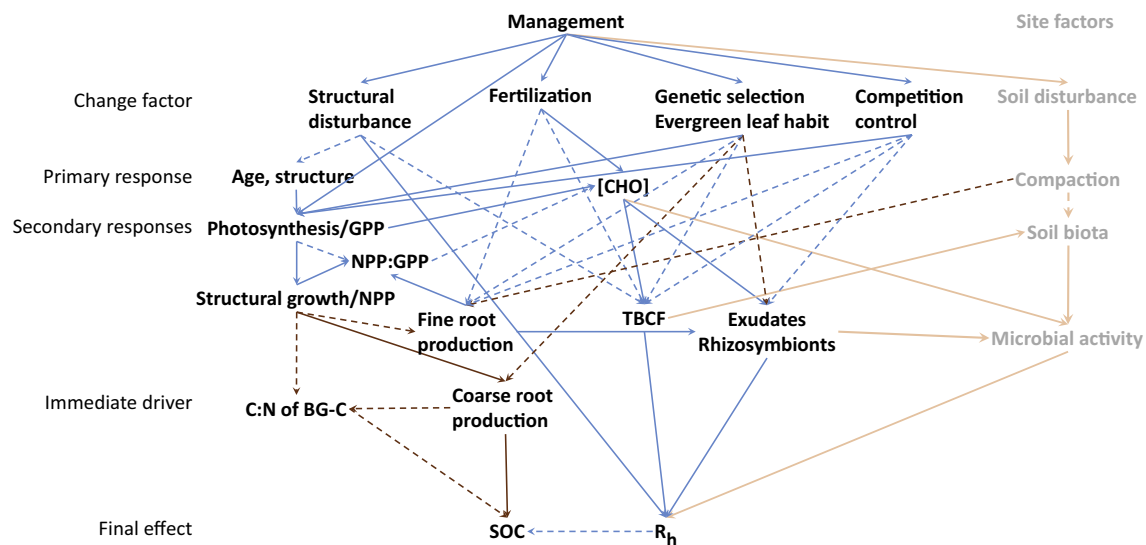 Management
Site factors
Change factor
Structural
disturbance
Fertilization
Genetic selection
Evergreen leaf habit
Competition
control
Soil disturbance
Primary response
Age, structure
[CHO]
Compaction
Secondary responses
Photosynthesis/GPP
Soil biota
NPP:GPP
Structural growth/NPP
Fine root
production
TBCF
Exudates
Rhizosymbionts
Microbial activity
Immediate driver
C:N of BG-C
Coarse root
production
Final effect
SOC
Rh